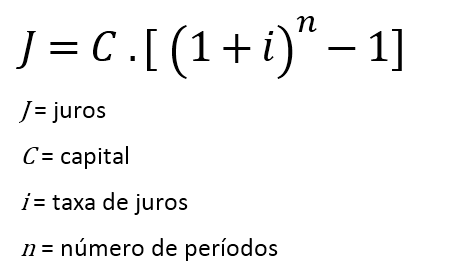 J = C .[ (1 + i)ⁿ − 1]
J = juros
C = capital
i = taxa de juros
n = número de períodos